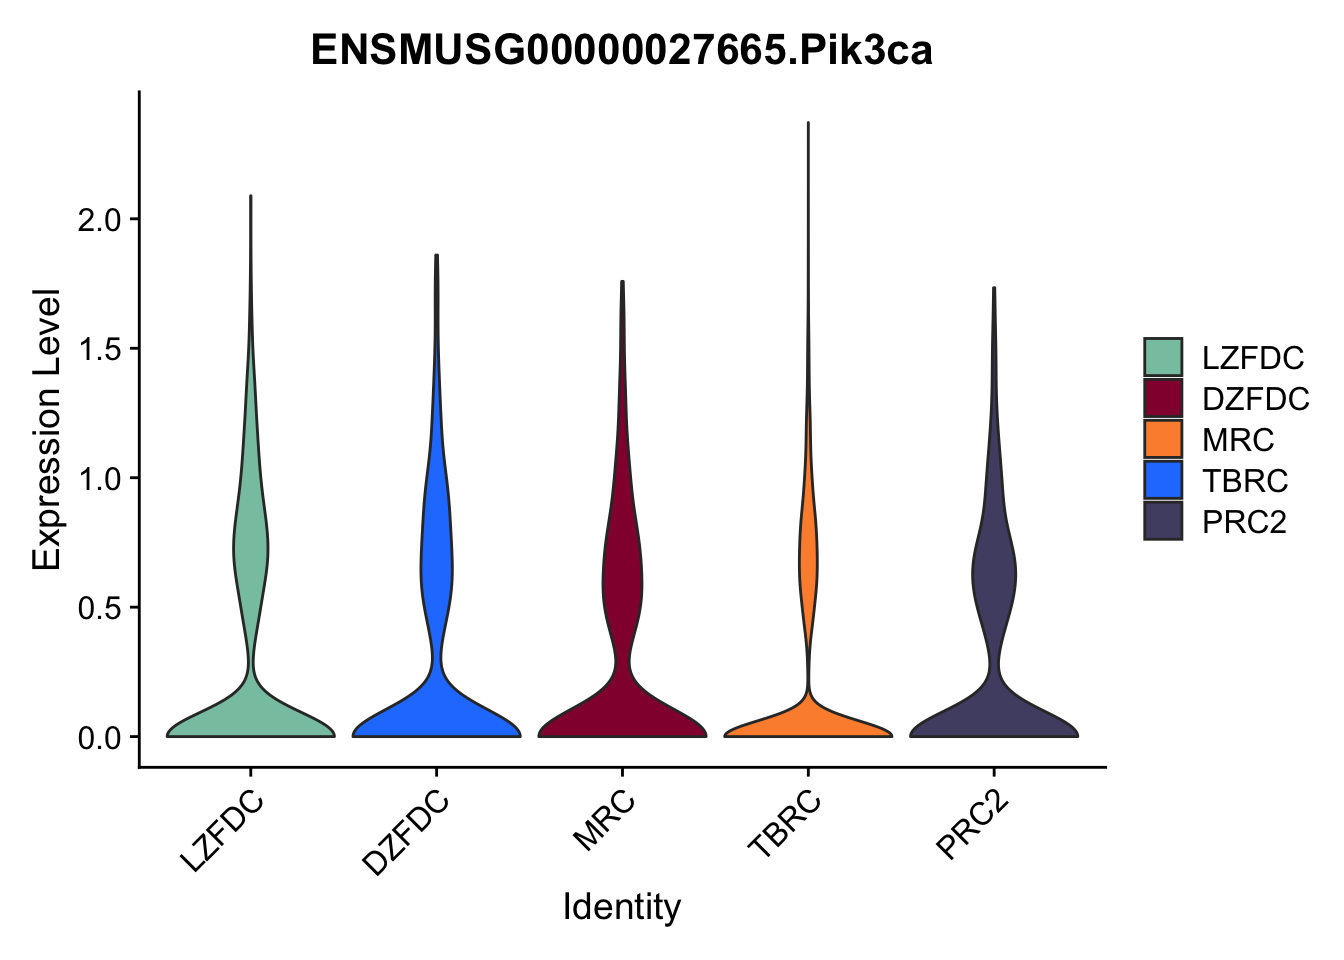 ENSMUSG00000027665.Pik3ca
Expression Level
2.0
1.5
1.0
0.5
0.0
LZFDC
DZFDC
MRC
TBRC
PRC2
Identity
LZFDC
DZFDC
MRC
TBRC
PRC2